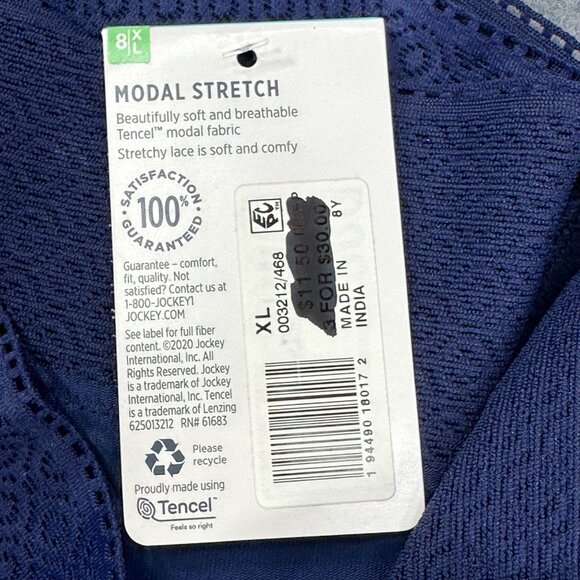 8 XL
MODAL STRETCH
Beautifully soft and breathable
Tencel™ modal fabric
Stretchy lace is soft and comfy
SATISFACTION
100%
GUARANTEED
Guarantee – comfort,
fit, quality. Not
satisfied? Contact us at
1-800-JOCKEY1
JOCKEY.COM
See label for full fiber
content. ©2020 Jockey
International, Inc. All
Rights Reserved. Jockey
is a trademark of Jockey
International, Inc. Tencel
is a trademark of Lenzing
625013212 RN# 61683
Please
recycle
Proudly made using
Tencel™
Feels so right
EPC™
XL
003212/468
$11.50
3 FOR $30.00
8Y
MADE IN
INDIA
1 94490 18017 2